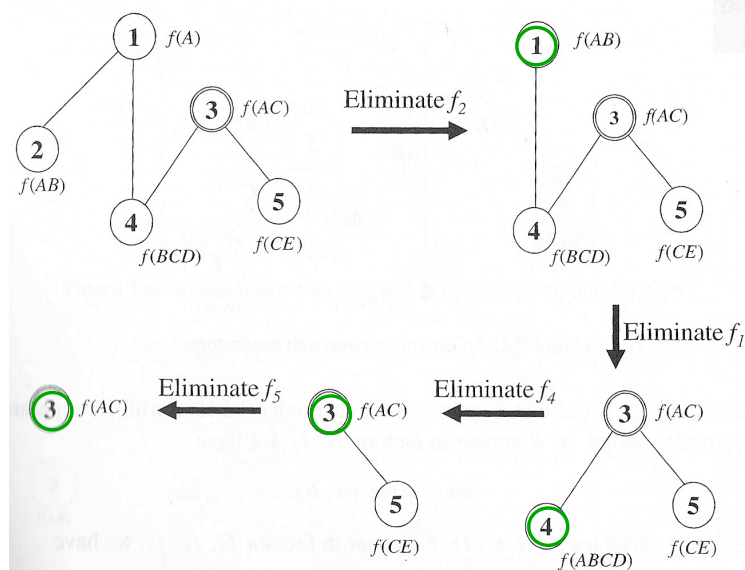 1 f(A)
3 f(AC)
2
f(AB)
4
f(BCD)
5
f(CE)
Eliminate f2
1 f(AB)
3 f(AC)
4
f(BCD)
5
f(CE)
Eliminate f1
3 f(AC)
4
f(ABCD)
5
f(CE)
Eliminate f4
3 f(AC)
5
f(CE)
Eliminate f5
3 f(AC)